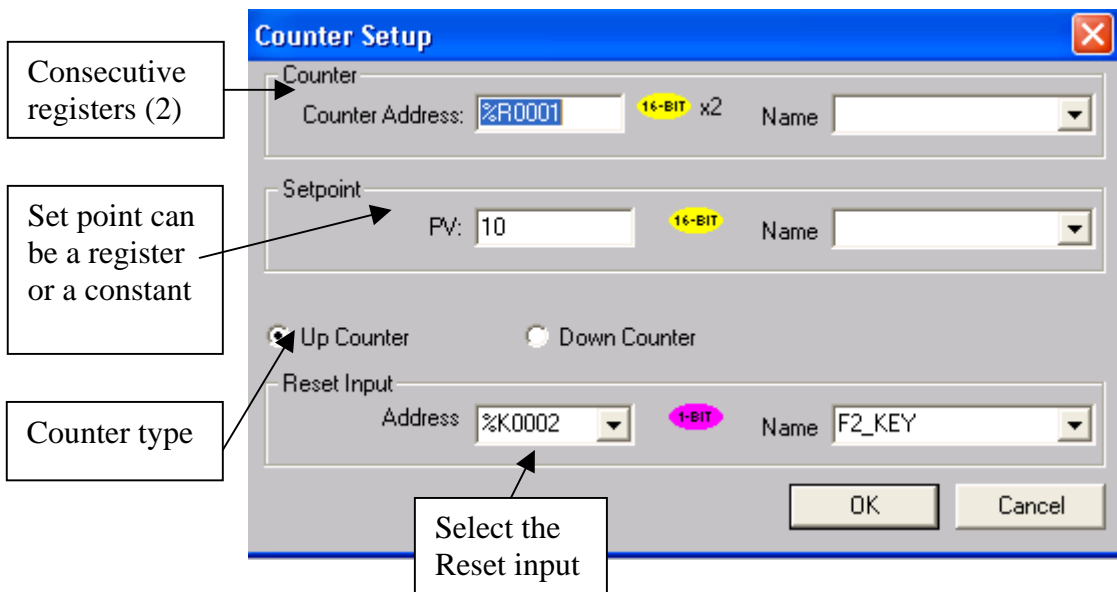 Counter Setup
Consecutive
registers (2)
Counter
Counter Address: %R0001 16-BIT x2 Name
Set point can
be a register
or a constant
Setpoint
PV: 10 16-BIT Name
Up Counter Down Counter
Counter type
Reset Input
Address %K0002 1-BIT Name F2_KEY
OK Cancel
Select the
Reset input